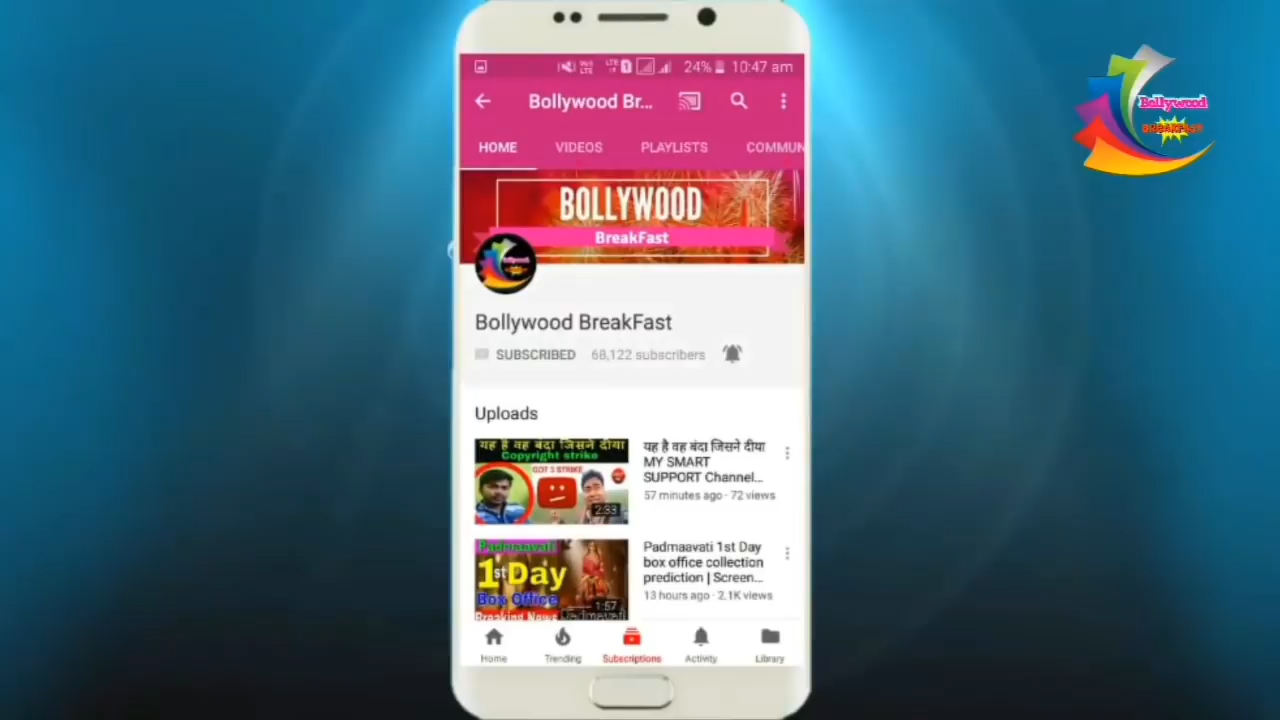 24% 10:47 am
Bollywood Br...
HOME VIDEOS PLAYLISTS COMMUN
BOLLYWOOD
BreakFast
Bollywood
BREAKFAST
Bollywood BreakFast
SUBSCRIBED 68,122 subscribers
Uploads
यह है वह बंदा जिसने दीया
Copyright strike
GOT 3 STRIKE
2:33
यह है वह बंदा जिसने दीया
MY SMART
SUPPORT Channel...
57 minutes ago · 72 views
Padmaavati
1st Day
Box Office
Breaking News
1:57
Padmaavati 1st Day
box office collection
prediction | Screen...
13 hours ago · 2.1K views
Home Trending Subscriptions Activity Library